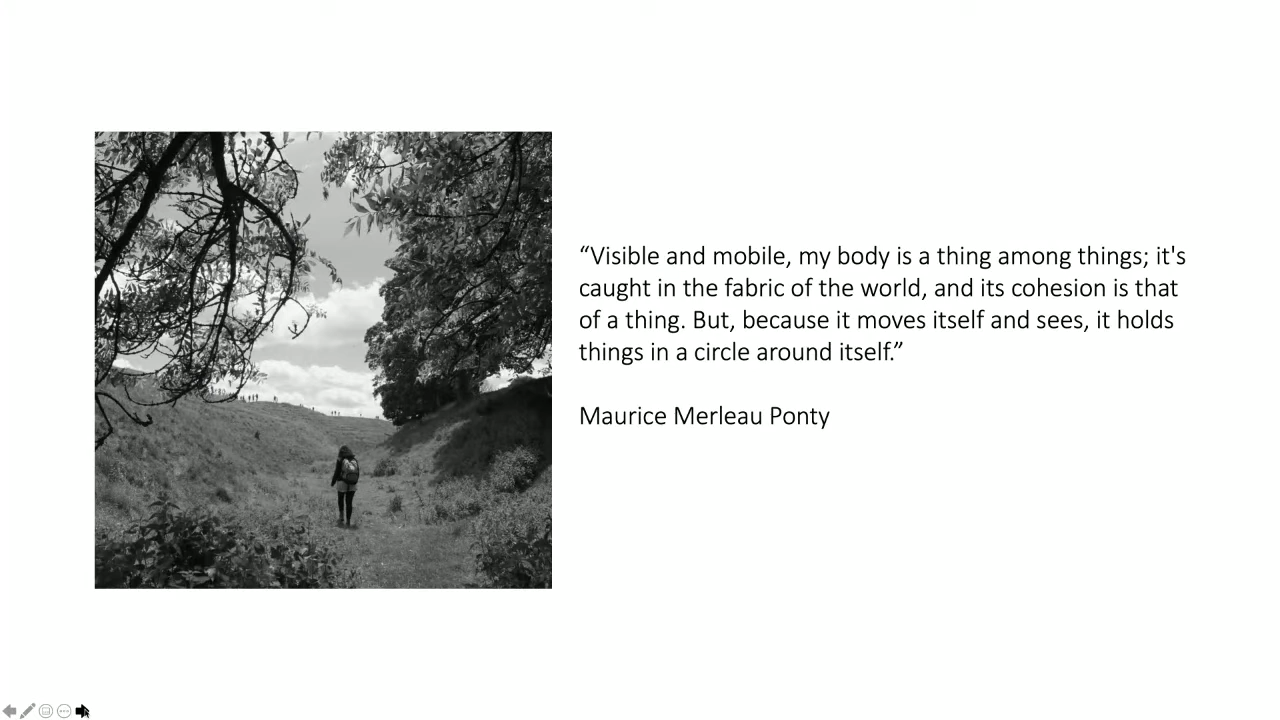 “Visible and mobile, my body is a thing among things; it's
caught in the fabric of the world, and its cohesion is that
of a thing. But, because it moves itself and sees, it holds
things in a circle around itself.”
Maurice Merleau Ponty